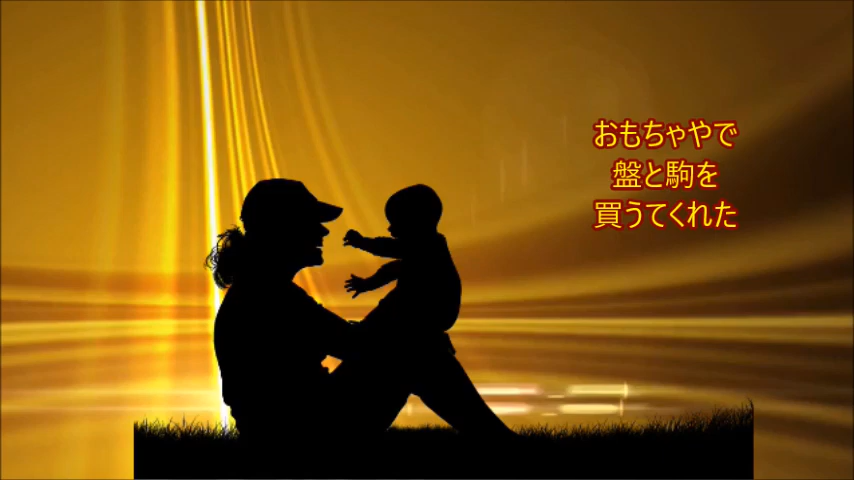 おもちゃやで
盤と駒を
買うてくれた